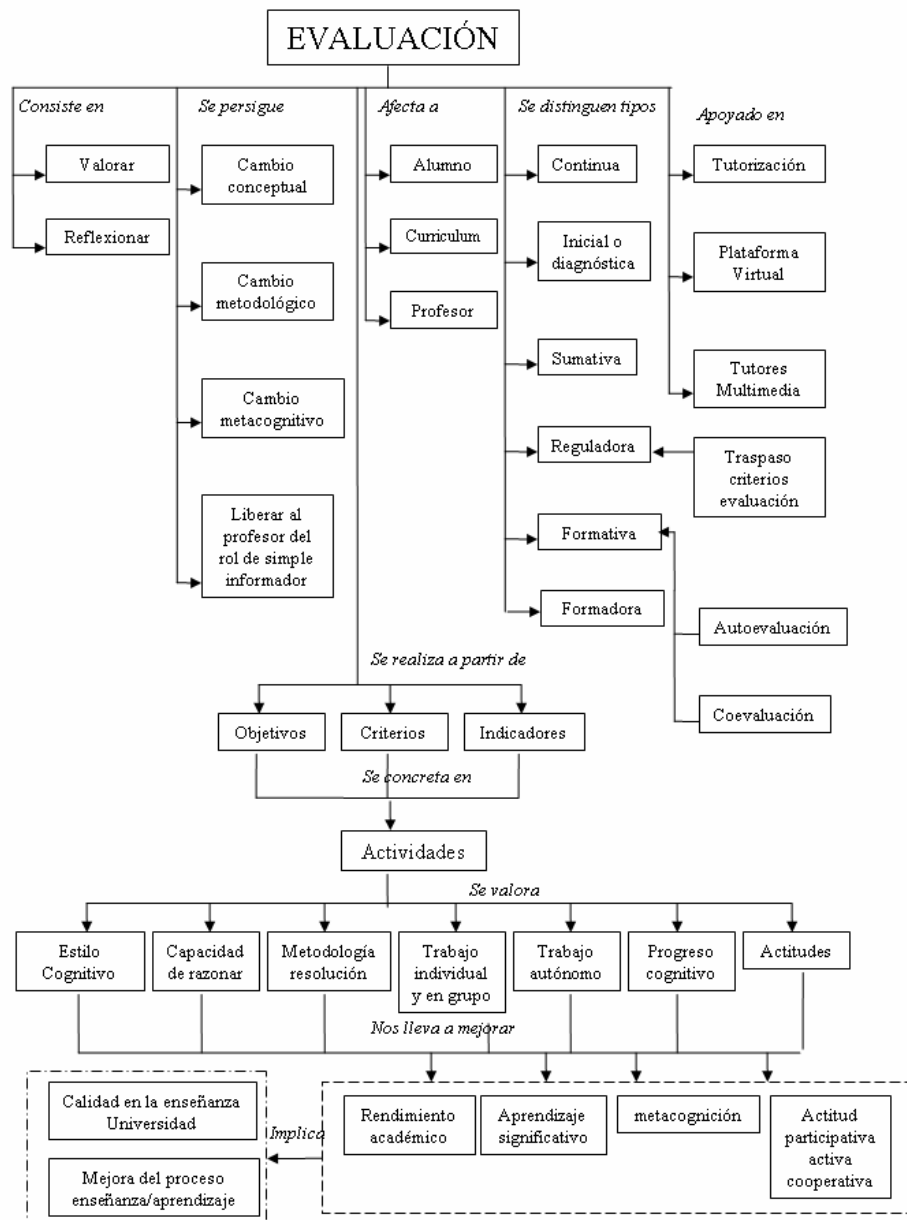 EVALUACIÓN
Consiste en
Valorar
Reflexionar
Se persigue
Cambio
conceptual
Cambio
metodológico
Cambio
metacognitivo
Liberar al
profesor del
rol de simple
informador
Afecta a
Alumno
Curriculum
Profesor
Se distinguen tipos
Continua
Inicial o
diagnóstica
Sumativa
Reguladora
Formativa
Formadora
Apoyado en
Tutorización
Plataforma
Virtual
Tutores
Multimedia
Traspaso
criterios
evaluación
Autoevaluación
Coevaluación
Se realiza a partir de
Objetivos
Criterios
Indicadores
Se concreta en
Actividades
Se valora
Estilo
Cognitivo
Capacidad
de razonar
Metodología
resolución
Trabajo
individual
y en grupo
Trabajo
autónomo
Progreso
cognitivo
Actitudes
Nos lleva a mejorar
Rendimiento
académico
Aprendizaje
significativo
metacognición
Actitud
participativa
activa
cooperativa
Implica
Calidad en la enseñanza
Universidad
Mejora del proceso
enseñanza/aprendizaje